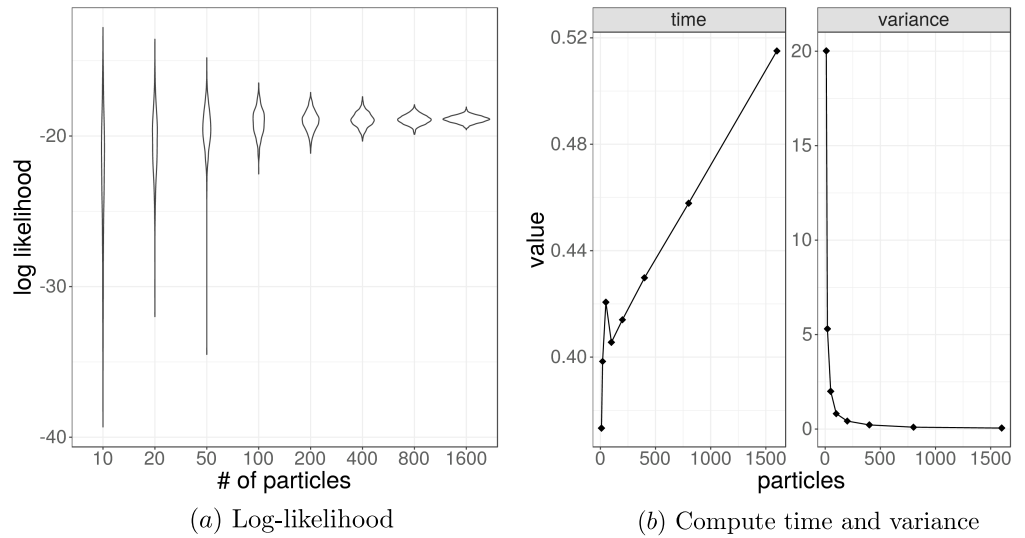 log likelihood
-20
-30
-40
10 20 50 100 200 400 800 1600
# of particles
(a) Log-likelihood
time variance
value
0.52
0.48
0.44
0.40
20
15
10
5
0
0 500 1000 1500 0 500 1000 1500
particles
(b) Compute time and variance